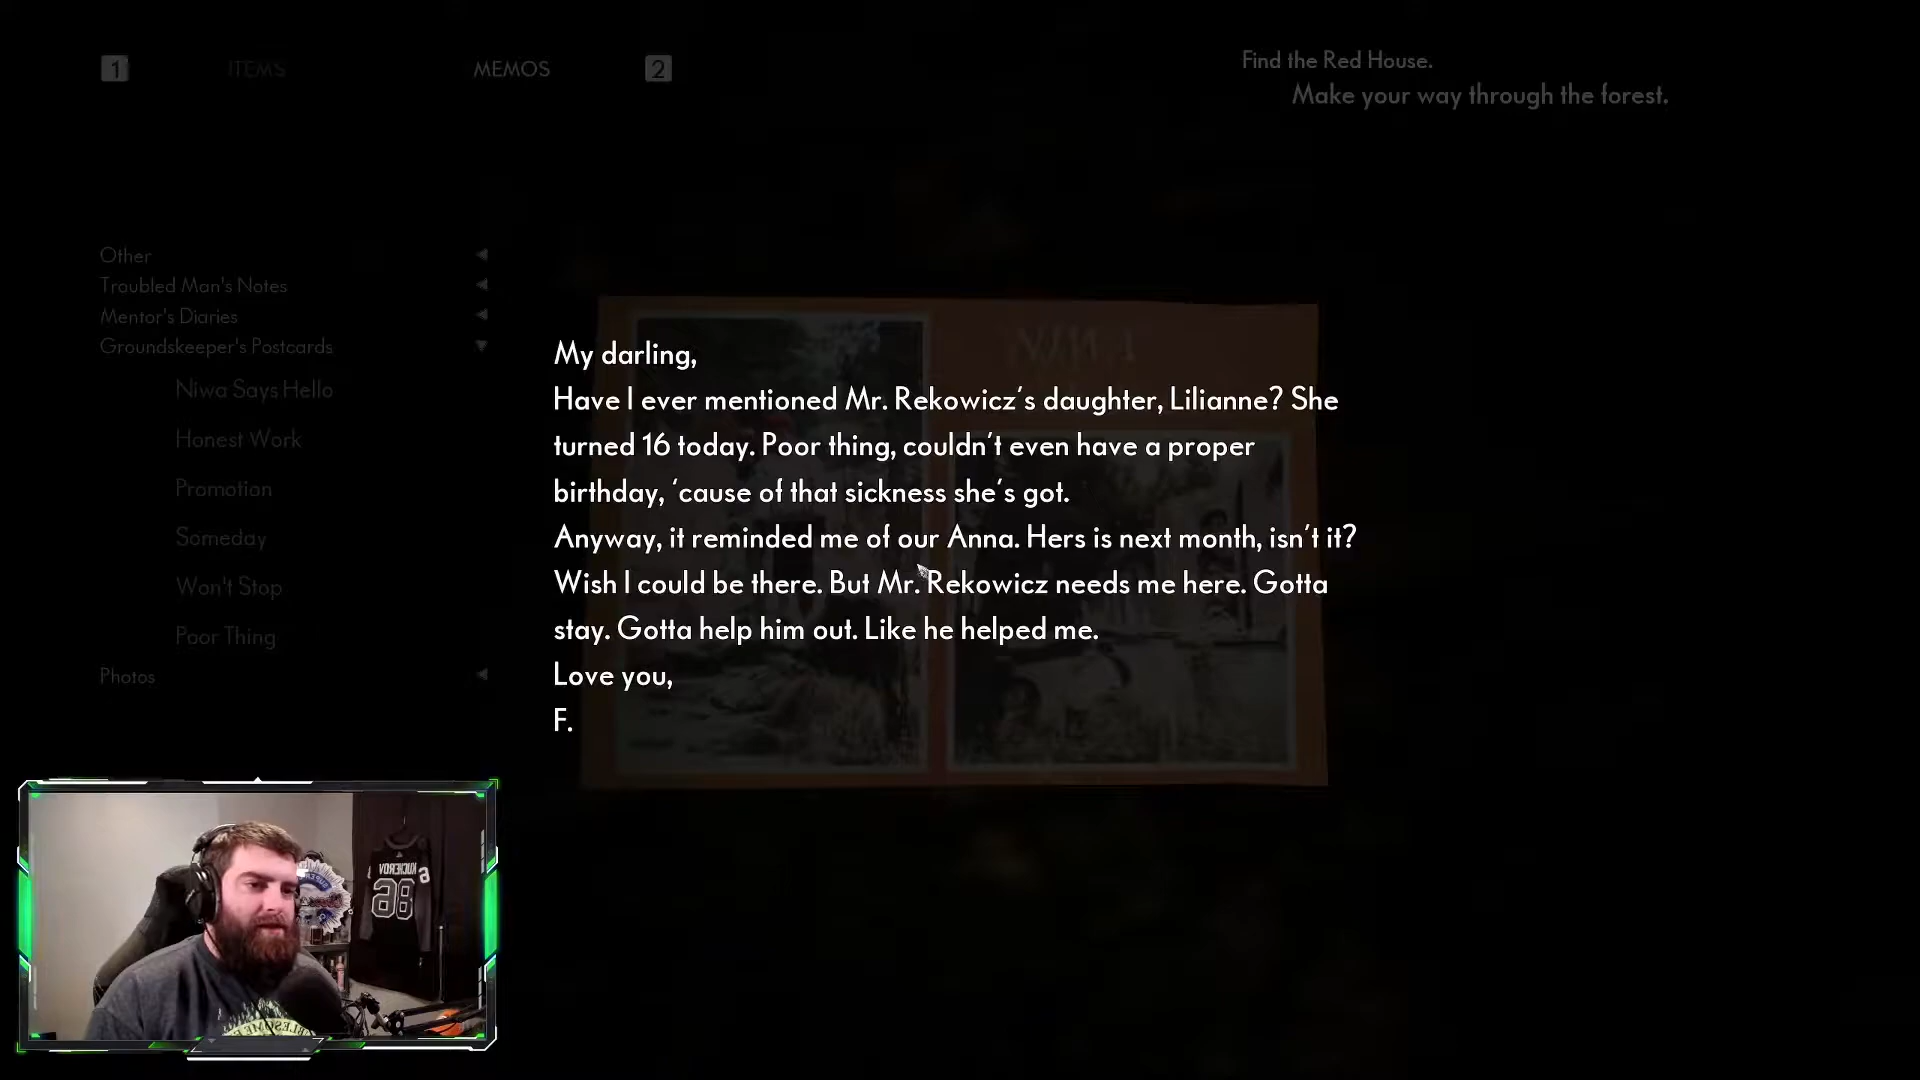 1 ITEMS MEMOS 2
Find the Red House.
Make your way through the forest.
Other
Troubled Man's Notes
Mentor's Diaries
Groundskeeper's Postcards
Niwa Says Hello
Honest Work
Promotion
Someday
Won't Stop
Poor Thing
Photos
My darling,
Have I ever mentioned Mr. Rekowicz's daughter, Lilianne? She
turned 16 today. Poor thing, couldn't even have a proper
birthday, 'cause of that sickness she's got.
Anyway, it reminded me of our Anna. Hers is next month, isn't it?
Wish I could be there. But Mr. Rekowicz needs me here. Gotta
stay. Gotta help him out. Like he helped me.
Love you,
F.
KUCHEROV
86